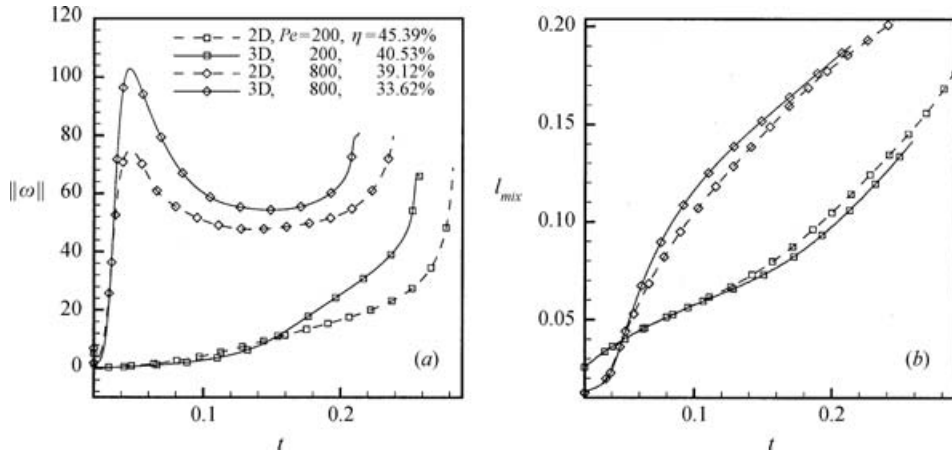 120
100
80
60
40
20
0
||ω||
2D, Pe=200, η=45.39%
3D, 200, 40.53%
2D, 800, 39.12%
3D, 800, 33.62%
(a)
0.1 0.2
t
0.20
0.15
0.10
0.05
l_mix
(b)
0.1 0.2
t